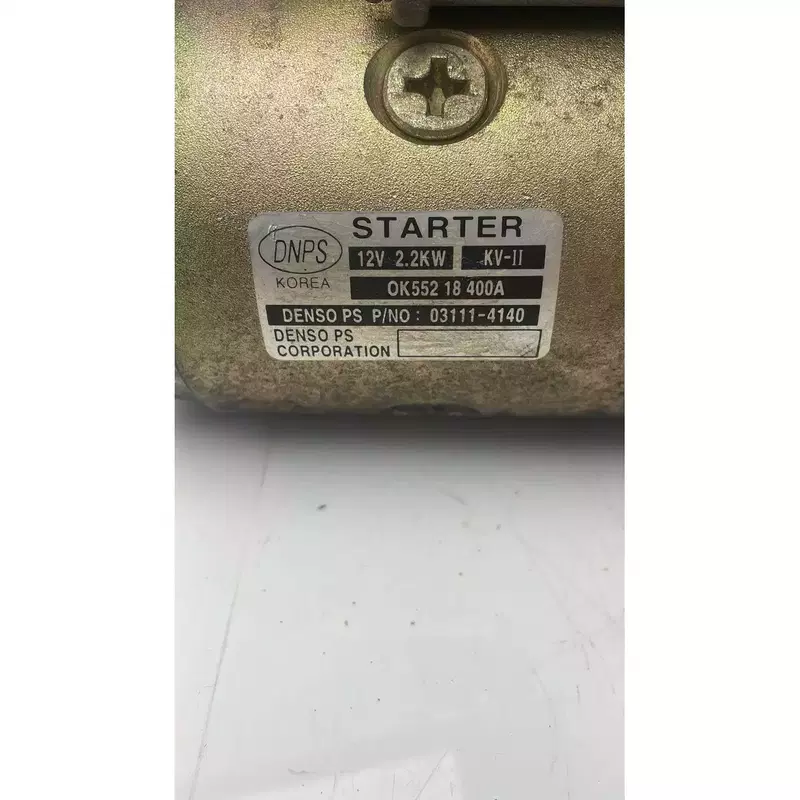 STARTER
DNPS
12V 2.2KW KV-II
KOREA
OK552 18 400A
DENSO PS P/NO: 03111-4140
DENSO PS
CORPORATION